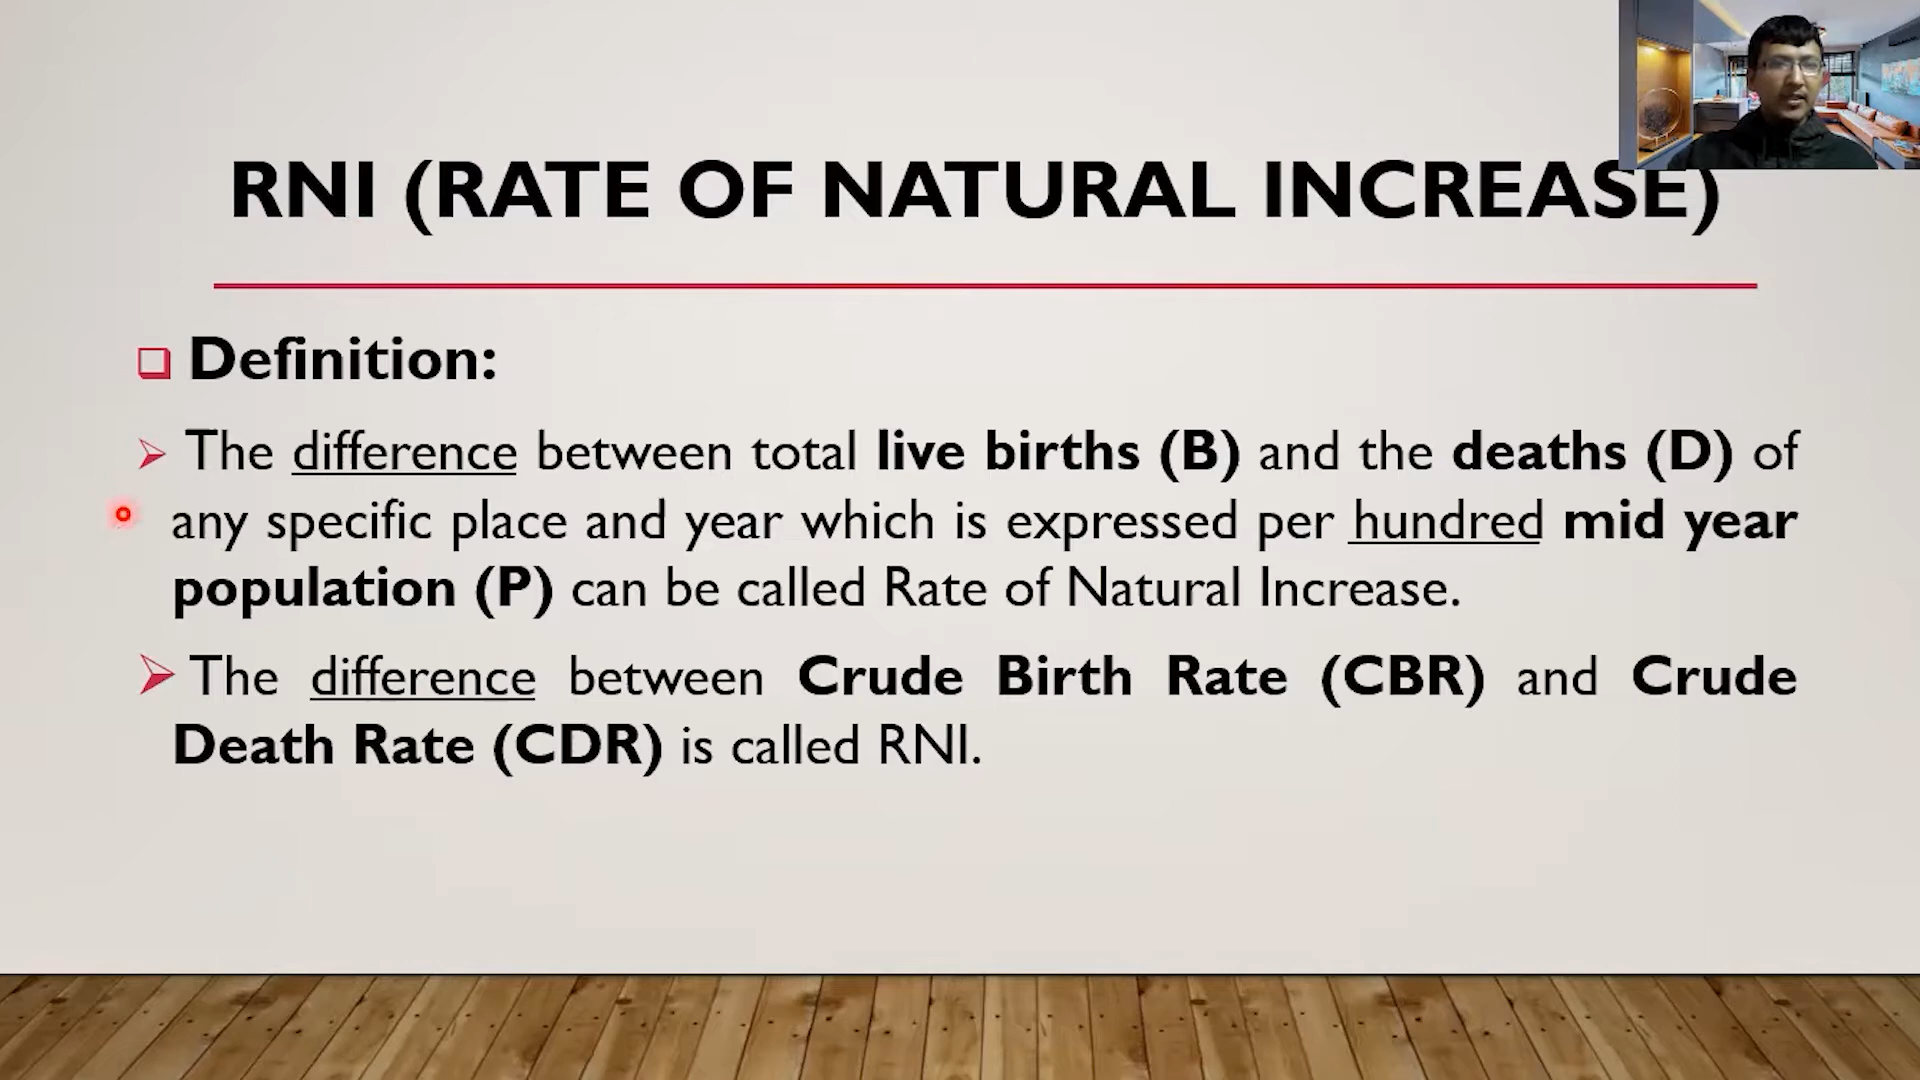 RNI (RATE OF NATURAL INCREASE)
Definition:
The difference between total live births (B) and the deaths (D) of
any specific place and year which is expressed per hundred mid year
population (P) can be called Rate of Natural Increase.
The difference between Crude Birth Rate (CBR) and Crude
Death Rate (CDR) is called RNI.